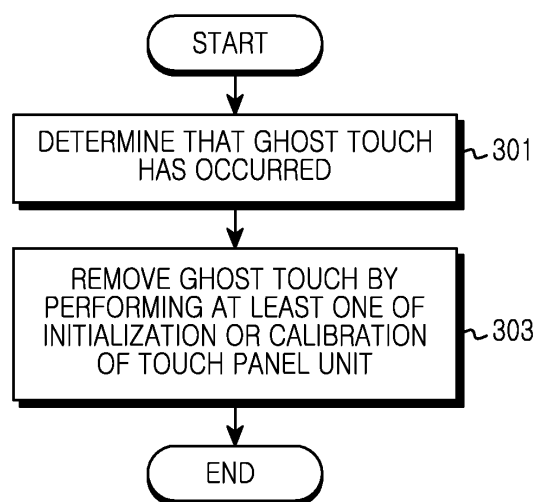 START
DETERMINE THAT GHOST TOUCH
HAS OCCURRED
301
REMOVE GHOST TOUCH BY
PERFORMING AT LEAST ONE OF
INITIALIZATION OR CALIBRATION
OF TOUCH PANEL UNIT
303
END